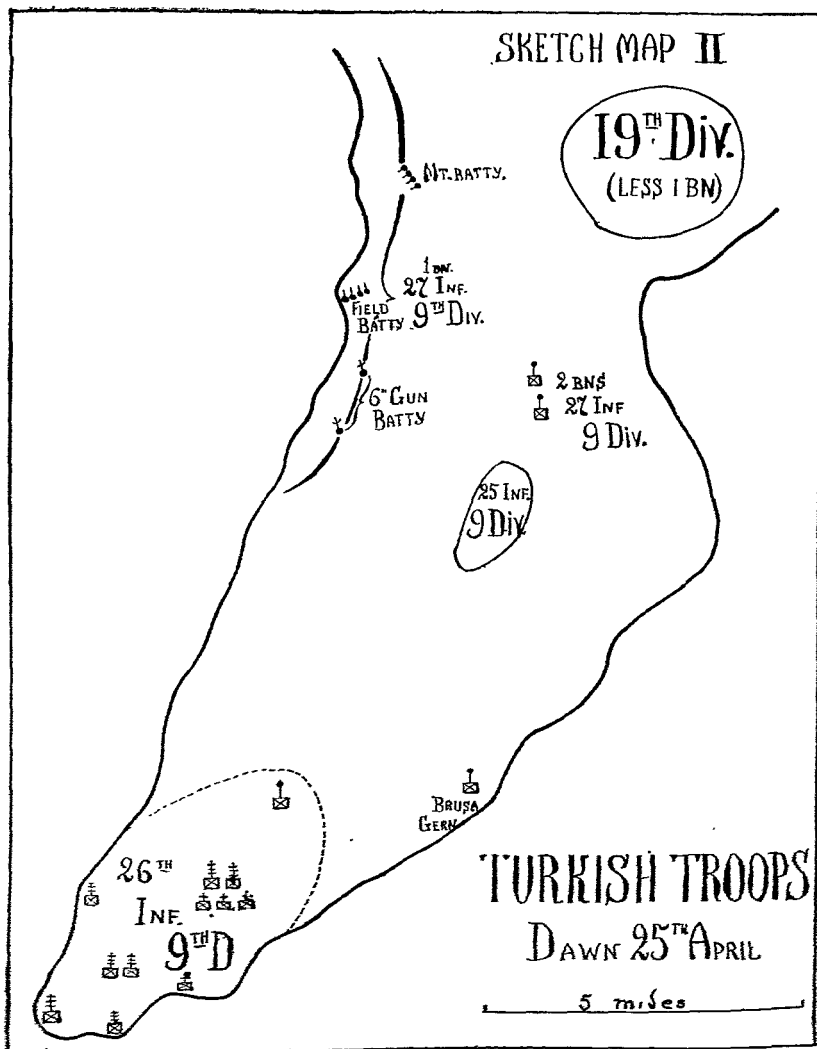 SKETCH MAP II
19TH DIV.
(LESS 1 BN)
MT. BATTY.
1 BN.
27 INF.
9TH DIV.
FIELD
BATTY
6" GUN
BATTY
2 BNS
27 INF
9 DIV.
25 INF.
9 DIV.
BRUSA
GERN.
26TH
INF.
9TH D
TURKISH TROOPS
DAWN 25TH APRIL
5 miles